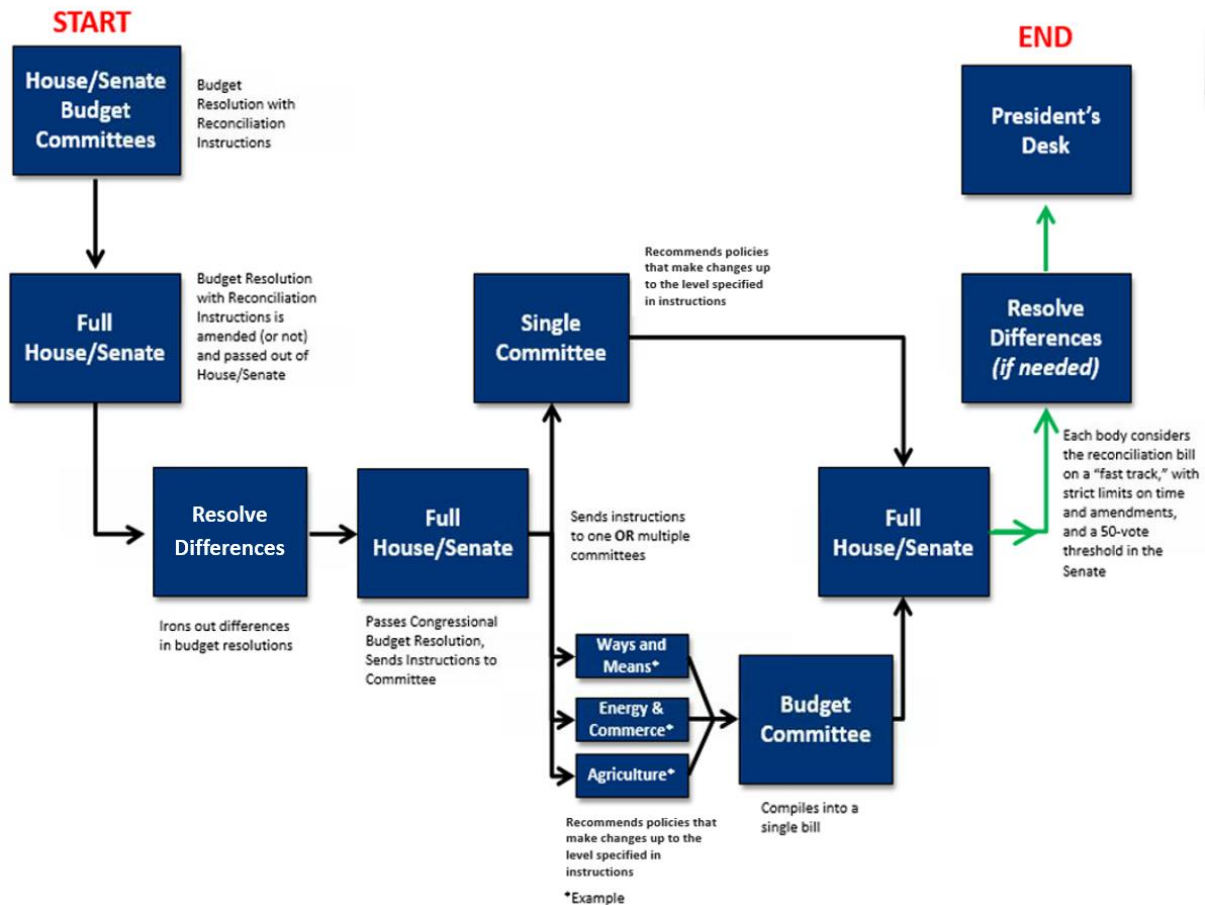 START
House/Senate
Budget
Committees
Budget
Resolution with
Reconciliation
Instructions
Full
House/Senate
Budget Resolution
with Reconciliation
Instructions is
amended (or not)
and passed out of
House/Senate
Resolve
Differences
Irons out differences
in budget resolutions
Full
House/Senate
Passes Congressional
Budget Resolution,
Sends Instructions to
Committee
Sends instructions
to one OR multiple
committees
Single
Committee
Recommends policies
that make changes up
to the level specified
in instructions
Ways and
Means*
Energy &
Commerce*
Agriculture*
Recommends policies that
make changes up to the
level specified in
instructions
*Example
Budget
Committee
Compiles into a
single bill
Full
House/Senate
Each body considers
the reconciliation bill
on a “fast track,” with
strict limits on time
and amendments,
and a 50-vote
threshold in the
Senate
Resolve
Differences
(if needed)
President’s
Desk
END